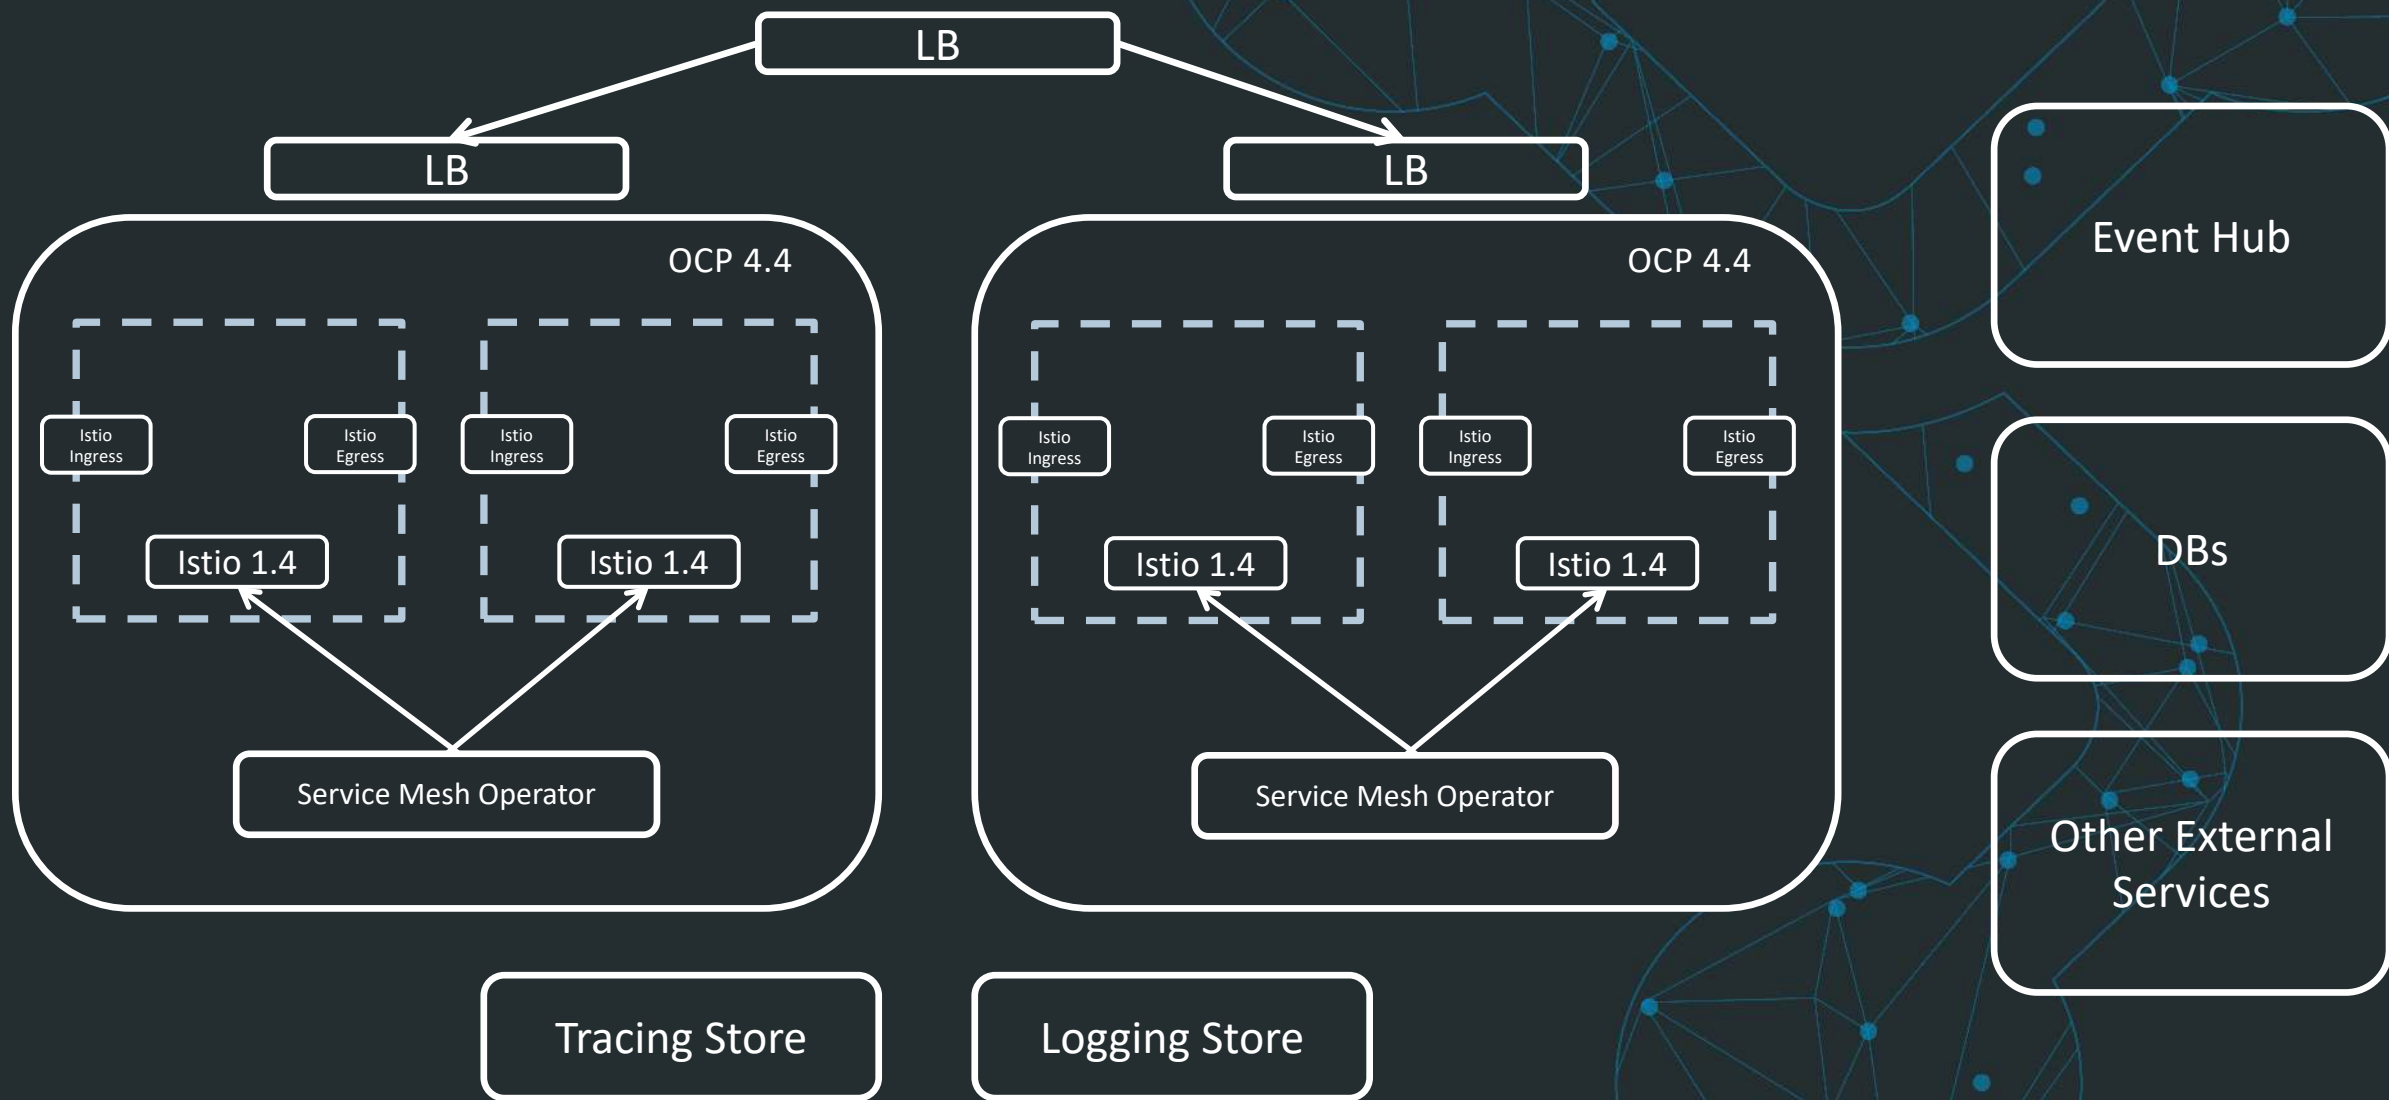 LB
LB
LB
OCP 4.4
Istio
Ingress
Istio
Egress
Istio
Ingress
Istio
Egress
Istio 1.4
Istio 1.4
Service Mesh Operator
OCP 4.4
Istio
Ingress
Istio
Egress
Istio
Ingress
Istio
Egress
Istio 1.4
Istio 1.4
Service Mesh Operator
Event Hub
DBs
Other External
Services
Tracing Store
Logging Store